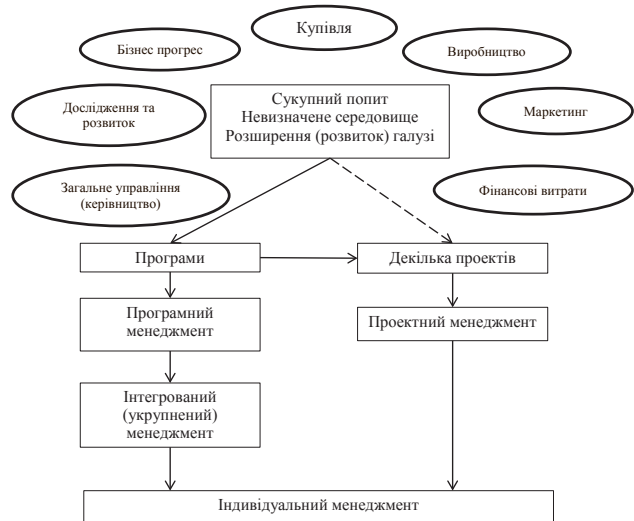 Купівля
Бізнес прогрес
Виробництво
Дослідження та
розвиток
Сукупний попит
Невизначене середовище
Розширення (розвиток) галузі
Маркетинг
Загальне управління
(керівництво)
Фінансові витрати
Програми
Декілька проектів
Програмний
менеджмент
Проектний менеджмент
Інтегрований
(укрупнений)
менеджмент
Індивідуальний менеджмент